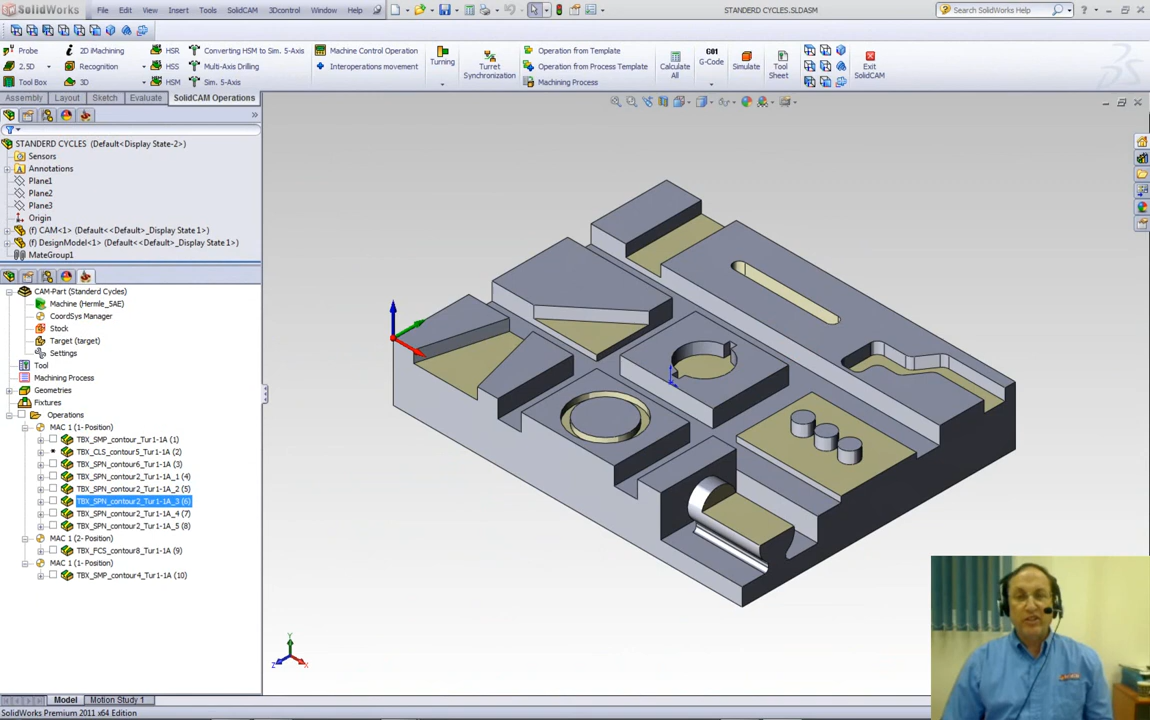 SolidWorks
File Edit View Insert Tools SolidCAM 3Dcontrol Window Help
STANDERD CYCLES.SLDASM
Search SolidWorks Help
Probe
2D iMachining
HSR
Converting HSM to Sim. 5-Axis
Machine Control Operation
Operation from Template
2.5D
Recognition
HSS
Multi-Axis Drilling
Interoperations movement
Turning
Turret Synchronization
Operation from Process Template
Calculate All
G01
G-Code
Simulate
Tool Sheet
Exit SolidCAM
Tool Box
3D
HSM
Sim. 5-Axis
Machining Process
Assembly Layout Sketch Evaluate SolidCAM Operations
STANDERD CYCLES (Default<Display State-2>)
Sensors
Annotations
Plane1
Plane2
Plane3
Origin
(f) CAM<1> (Default<<Default>_Display State 1>)
(f) DesignModel<1> (Default<<Default>_Display State 1>)
MateGroup1
CAM-Part (Standerd Cycles)
Machine (Hermle_SAE)
CoordSys Manager
Stock
Target (target)
Settings
Tool
Machining Process
Geometries
Fixtures
Operations
MAC 1 (1- Position)
TBX_SMP_contour_Tur1-1A (1)
TBX_CLS_contour5_Tur1-1A (2)
TBX_SPN_contour6_Tur1-1A (3)
TBX_SPN_contour2_Tur1-1A_1 (4)
TBX_SPN_contour2_Tur1-1A_2 (5)
TBX_SPN_contour2_Tur1-1A_3 (6)
TBX_SPN_contour2_Tur1-1A_4 (7)
TBX_SPN_contour2_Tur1-1A_5 (8)
MAC 1 (2- Position)
TBX_FCS_contour8_Tur1-1A (9)
MAC 1 (1- Position)
TBX_SMP_contour4_Tur1-1A (10)
Y
Z X
Model Motion Study 1
SolidWorks Premium 2011 x64 Edition